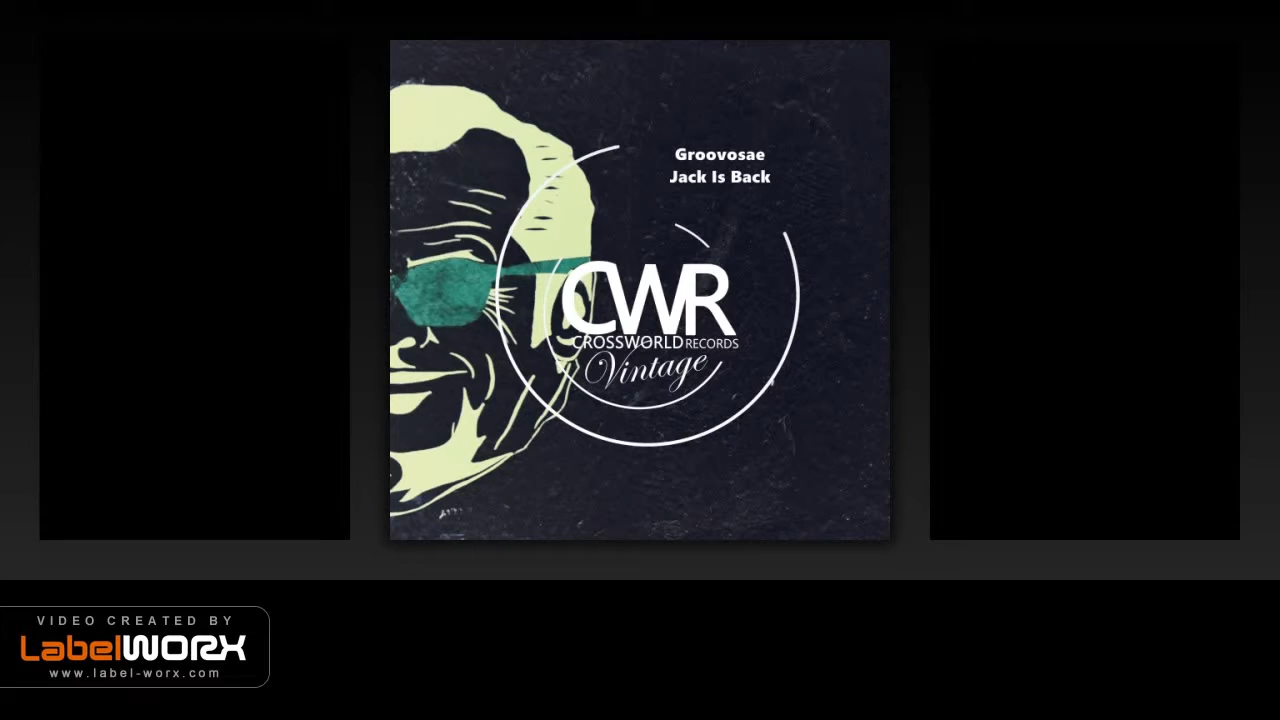 Groovosae
Jack Is Back
CWR
CROSSWORLD RECORDS
Vintage
VIDEO CREATED BY
LabelWORX
www.label-worx.com